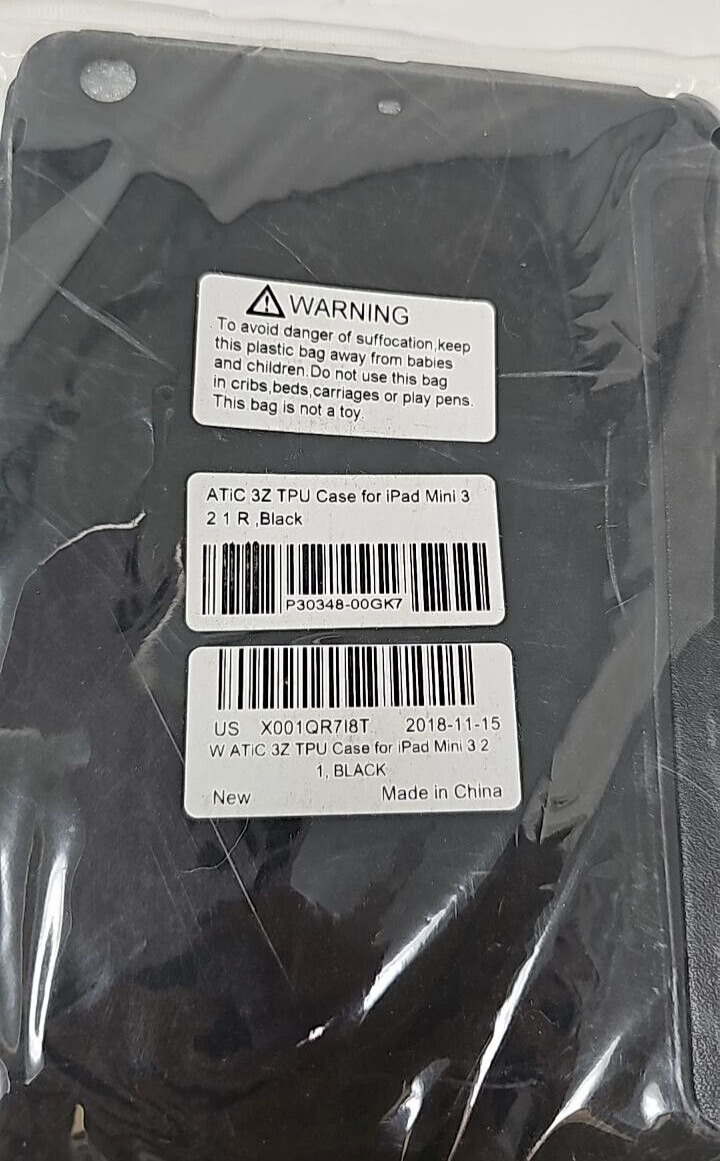 WARNING
To avoid danger of suffocation,keep
this plastic bag away from babies
and children.Do not use this bag
in cribs,beds,carriages or play pens.
This bag is not a toy.
ATiC 3Z TPU Case for iPad Mini 3
2 1 R ,Black
P30348-00GK7
US X001QR7I8T 2018-11-15
W ATiC 3Z TPU Case for iPad Mini 3 2
1, BLACK
New Made in China